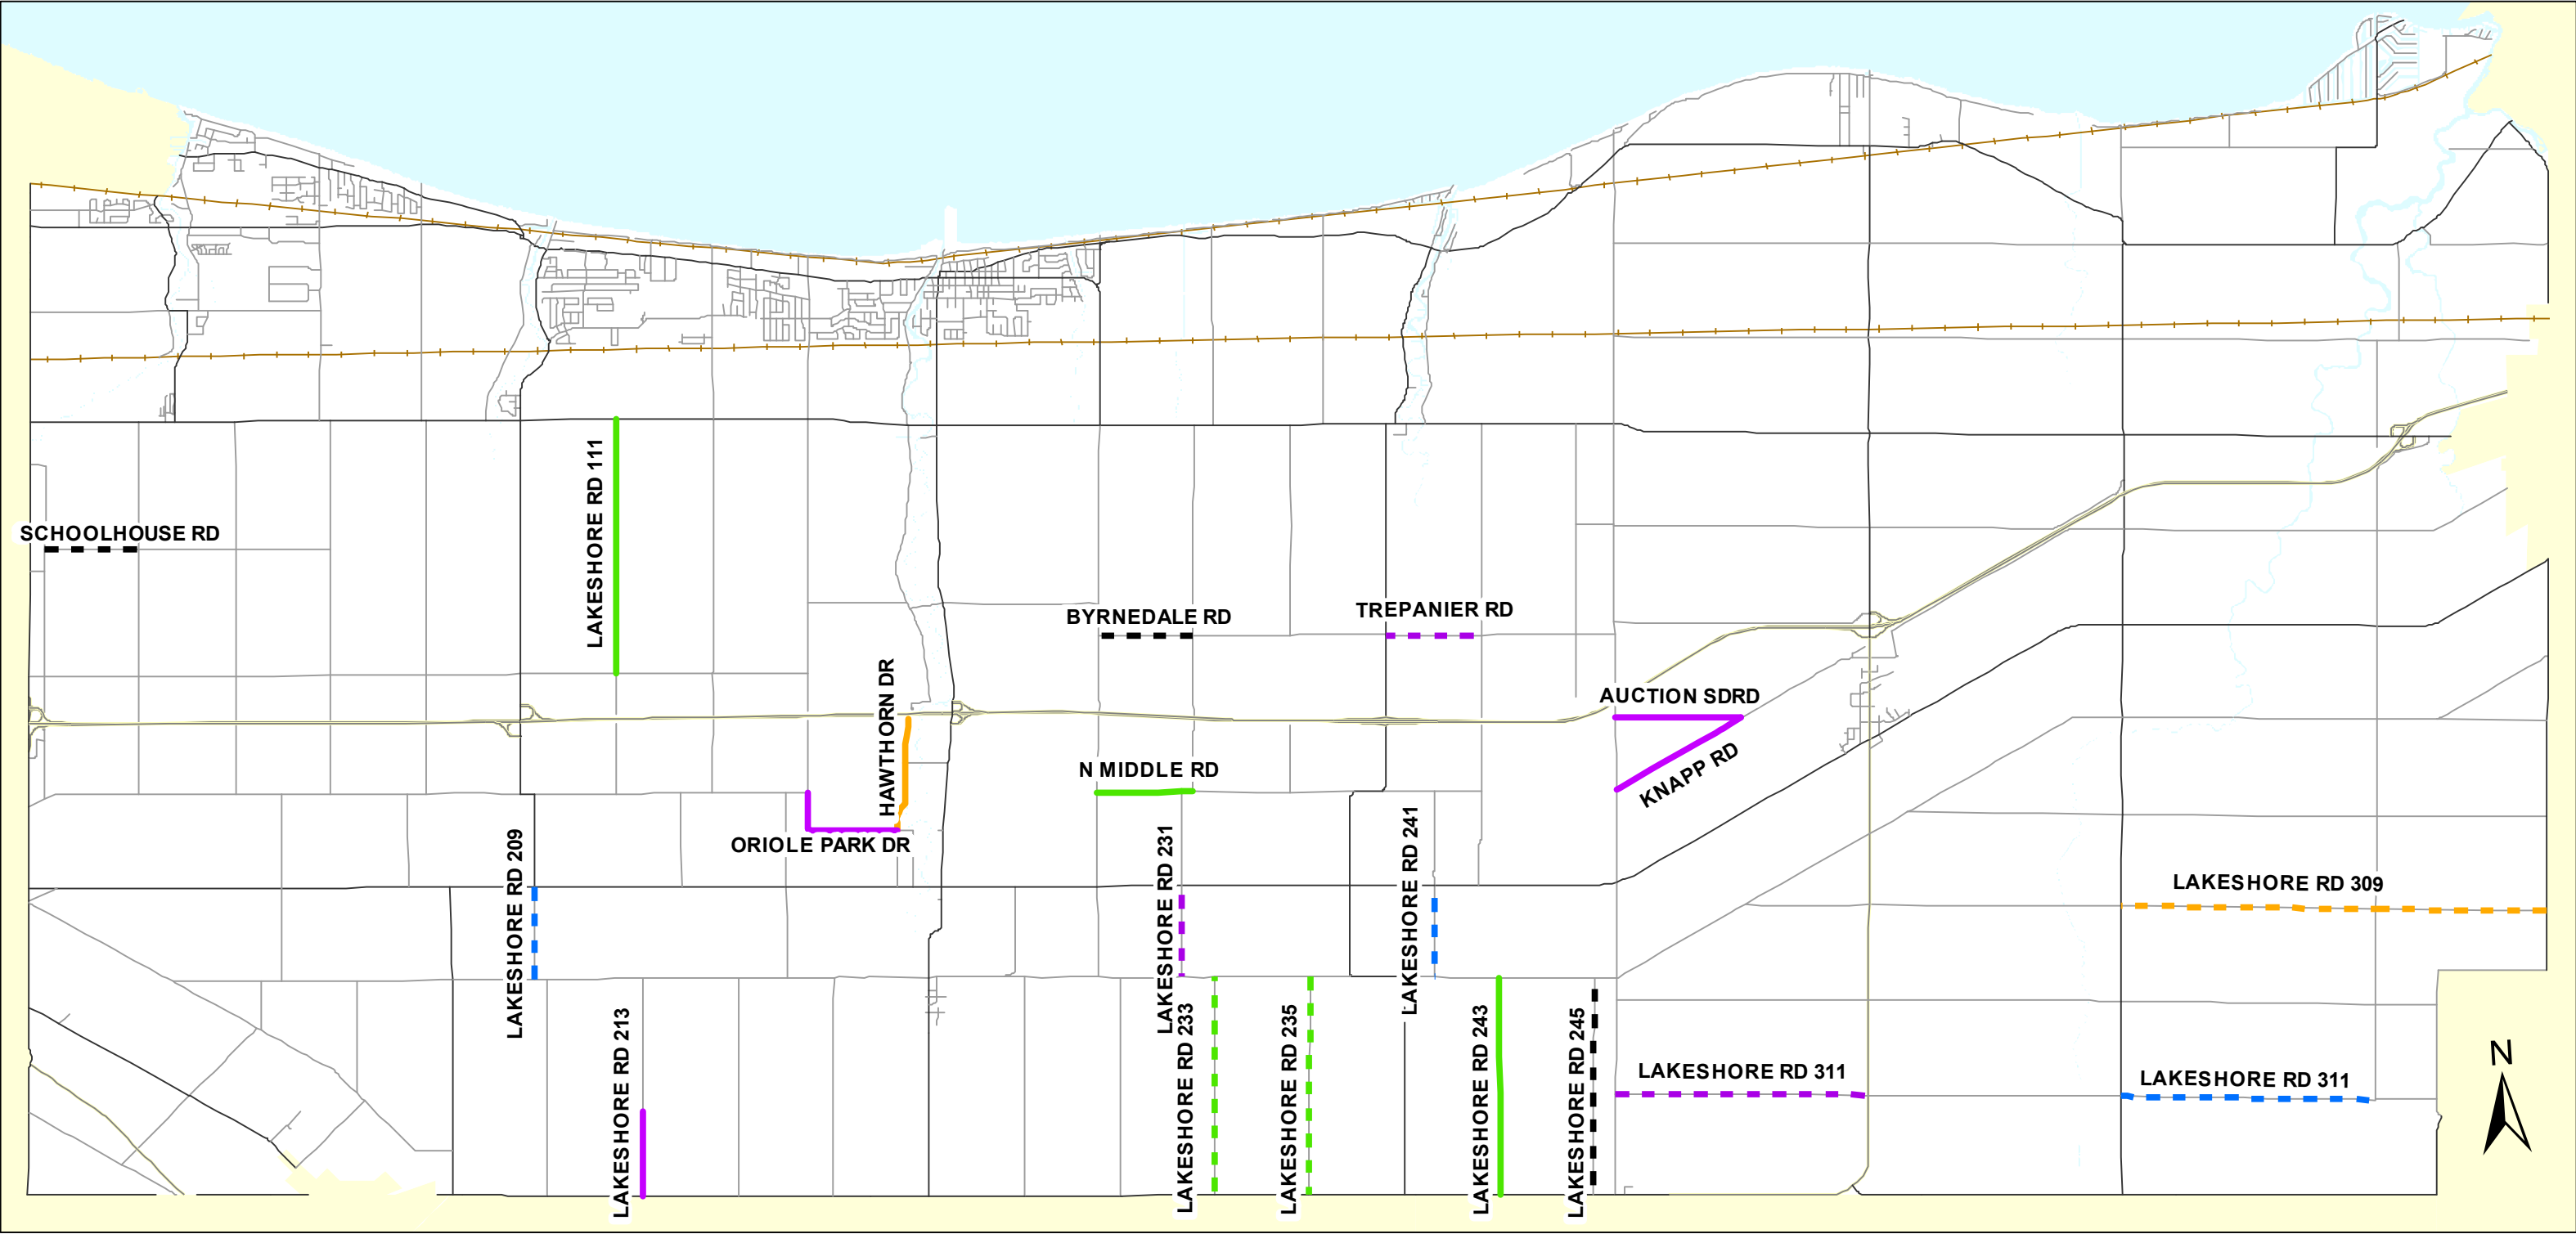 LAKESHORE RD 111
SCHOOLHOUSE RD
BYRNEDALE RD
TREPANIER RD
HAWTHORN DR
AUCTION SDRD
KNAPP RD
N MIDDLE RD
ORIOLE PARK DR
LAKESHORE RD 209
LAKESHORE RD 231
LAKESHORE RD 241
LAKESHORE RD 309
LAKESHORE RD 213
LAKESHORE RD 233
LAKESHORE RD 235
LAKESHORE RD 243
LAKESHORE RD 245
LAKESHORE RD 311
LAKESHORE RD 311
N